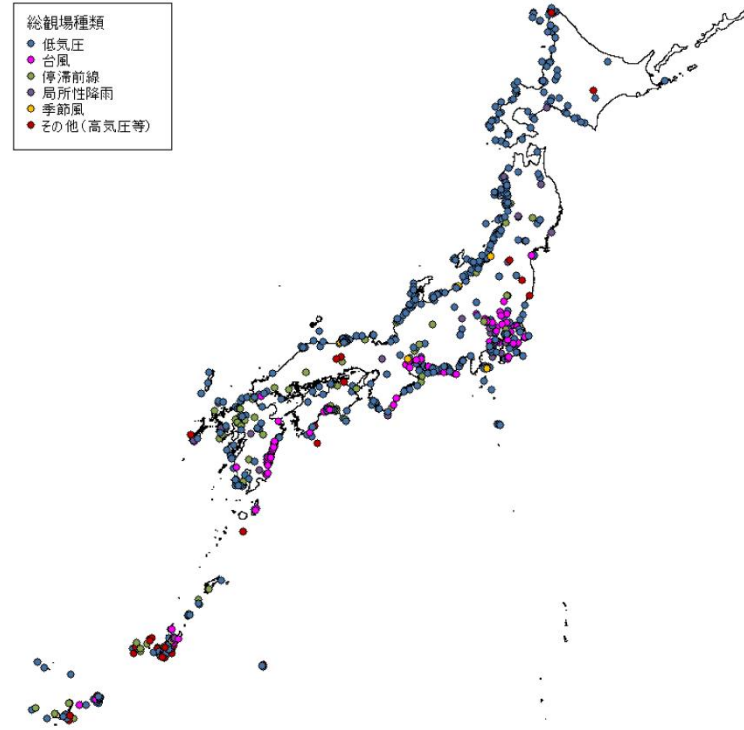 総観場種類
低気圧
台風
停滞前線
局所性降雨
季節風
その他(高気圧等)